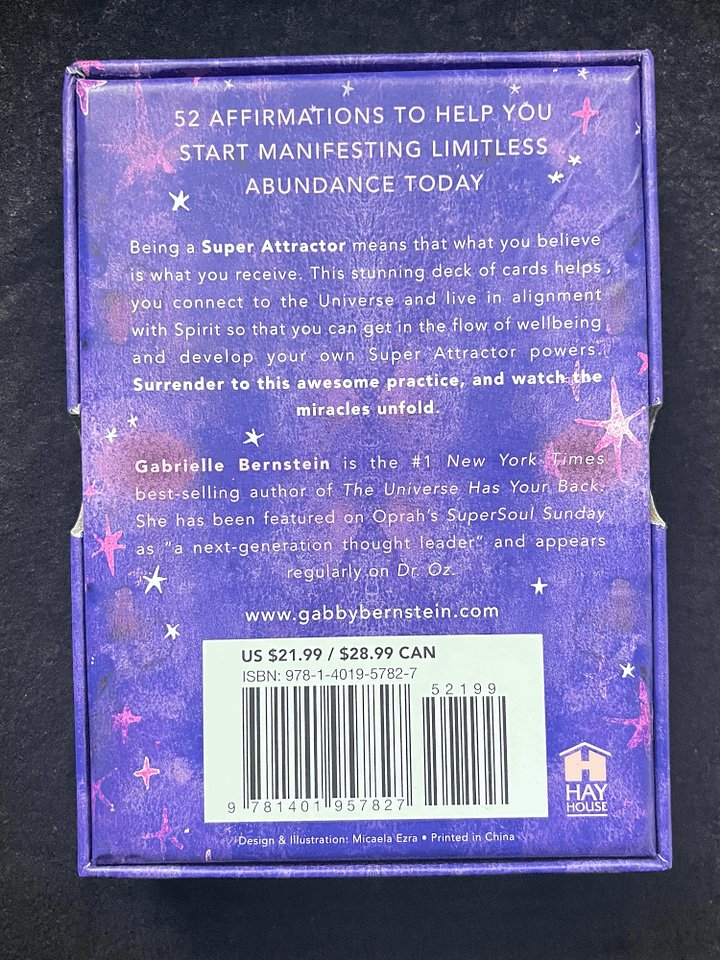 52 AFFIRMATIONS TO HELP YOU
START MANIFESTING LIMITLESS
ABUNDANCE TODAY
Being a Super Attractor means that what you believe
is what you receive. This stunning deck of cards helps
you connect to the Universe and live in alignment
with Spirit so that you can get in the flow of wellbeing
and develop your own Super Attractor powers.
Surrender to this awesome practice, and watch the
miracles unfold.
Gabrielle Bernstein is the #1 New York Times
best-selling author of The Universe Has Your Back.
She has been featured on Oprah's SuperSoul Sunday
as "a next-generation thought leader" and appears
regularly on Dr. Oz.
www.gabbybernstein.com
US $21.99 / $28.99 CAN
ISBN: 978-1-4019-5782-7
52199
9 781401 957827
HAY
HOUSE
Design & Illustration: Micaela Ezra • Printed in China